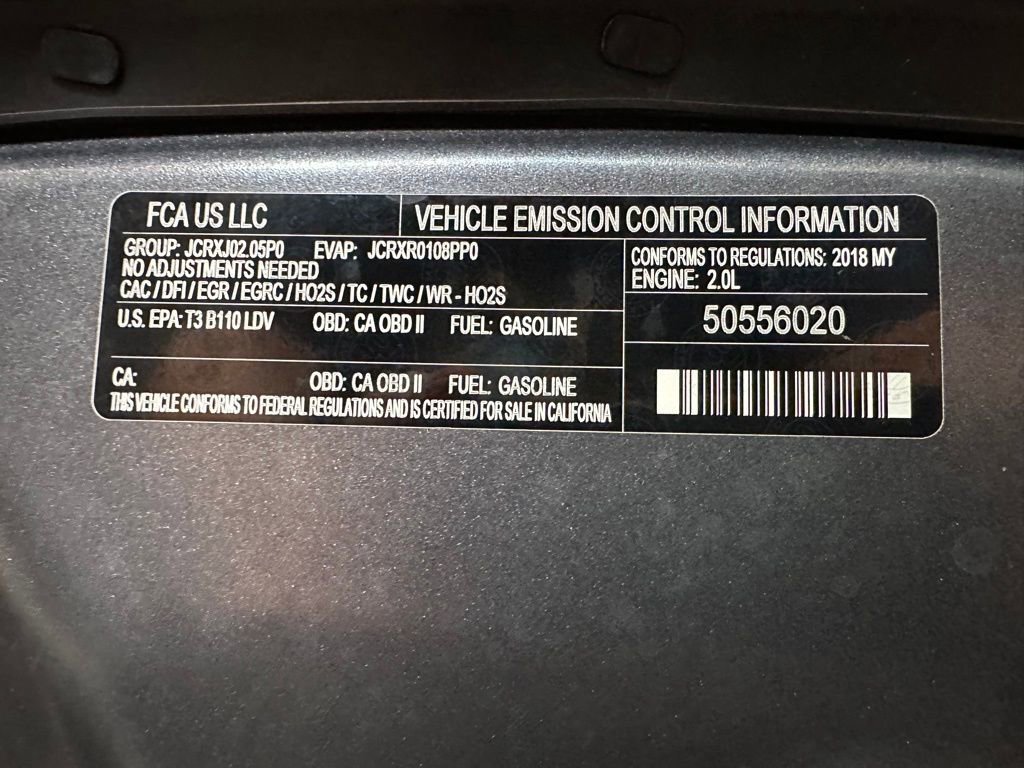 FCA US LLC
VEHICLE EMISSION CONTROL INFORMATION
GROUP: JCRXJ02.05P0 EVAP: JCRXR0108PP0
NO ADJUSTMENTS NEEDED
CAC / DFI / EGR / EGRC / HO2S / TC / TWC / WR - HO2S
U.S. EPA: T3 B110 LDV OBD: CA OBD II FUEL: GASOLINE
CA: OBD: CA OBD II FUEL: GASOLINE
THIS VEHICLE CONFORMS TO FEDERAL REGULATIONS AND IS CERTIFIED FOR SALE IN CALIFORNIA
CONFORMS TO REGULATIONS: 2018 MY
ENGINE: 2.0L
50556020